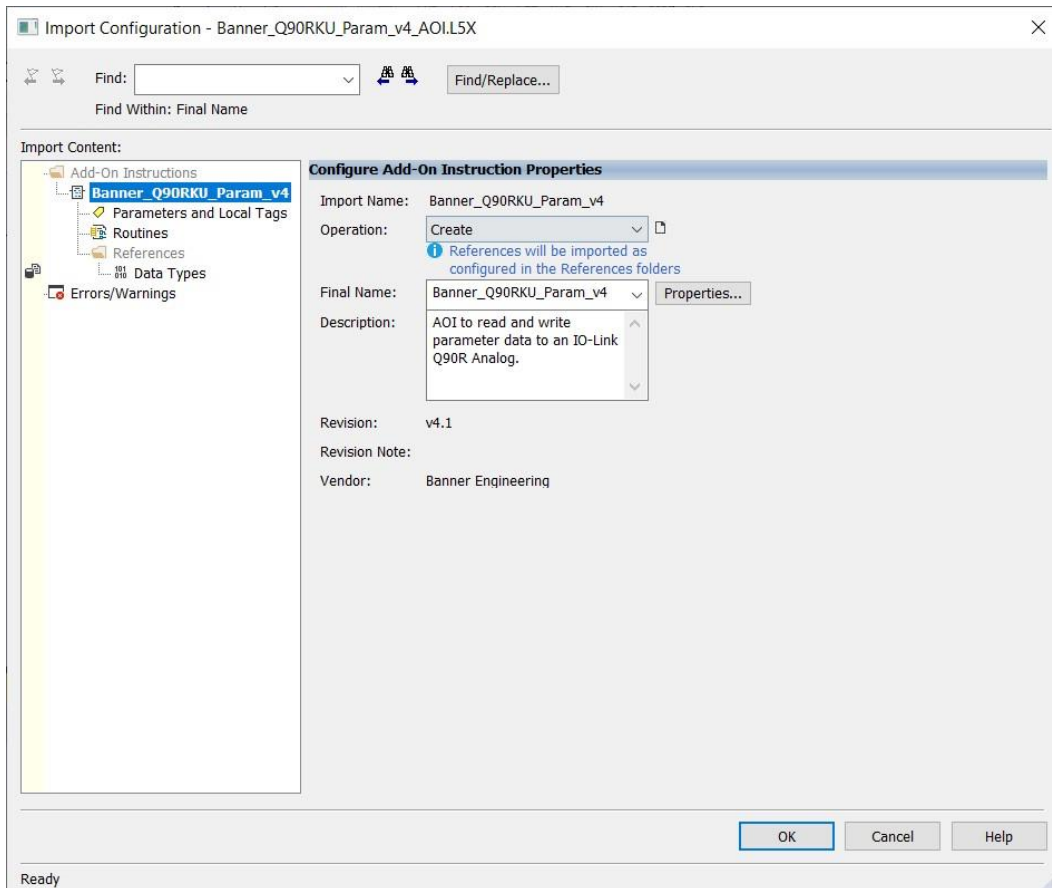 Import Configuration - Banner_Q90RKU_Param_v4_AOI.L5X
Find:
Find/Replace...
Find Within: Final Name
Import Content:
Add-On Instructions
Banner_Q90RKU_Param_v4
Parameters and Local Tags
Routines
References
Data Types
Errors/Warnings
Configure Add-On Instruction Properties
Import Name: Banner_Q90RKU_Param_v4
Operation: Create
References will be imported as
configured in the References folders
Final Name: Banner_Q90RKU_Param_v4 Properties...
Description: AOI to read and write
parameter data to an IO-Link
Q90R Analog.
Revision: v4.1
Revision Note:
Vendor: Banner Engineering
OK Cancel Help
Ready